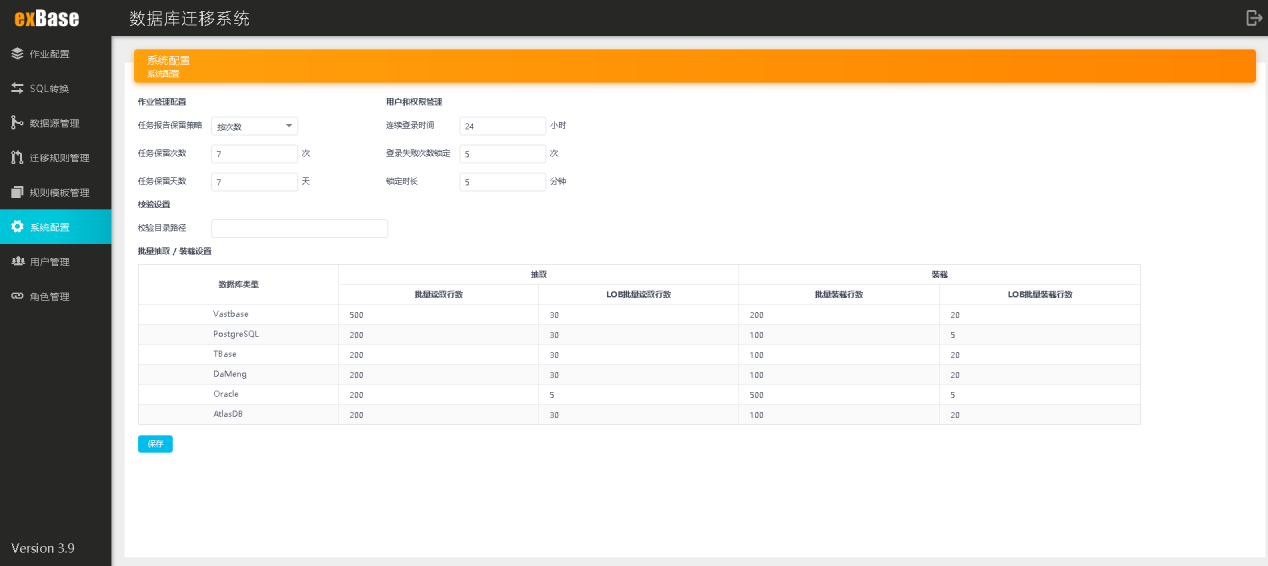 exBase
数据库迁移系统
作业配置
SQL转换
数据源管理
迁移规则管理
规则模板管理
系统配置
用户管理
角色管理
Version 3.9
系统配置
系统配置
作业管理配置 用户和权限管理
任务报告保留策略 按次数 连续登录时间 24 小时
任务保留次数 7 次 登录失败次数锁定 5 次
任务保留天数 7 天 锁定时长 5 分钟
校验设置
校验目录路径
批量抽取 / 装载设置
数据库类型 抽取 装载
批量读取行数 LOB批量读取行数 批量装载行数 LOB批量装载行数
Vastbase 500 30 200 20
PostgreSQL 200 30 100 5
TBase 200 30 100 20
DaMeng 200 30 100 20
Oracle 200 5 500 5
AtlasDB 200 30 100 20
保存